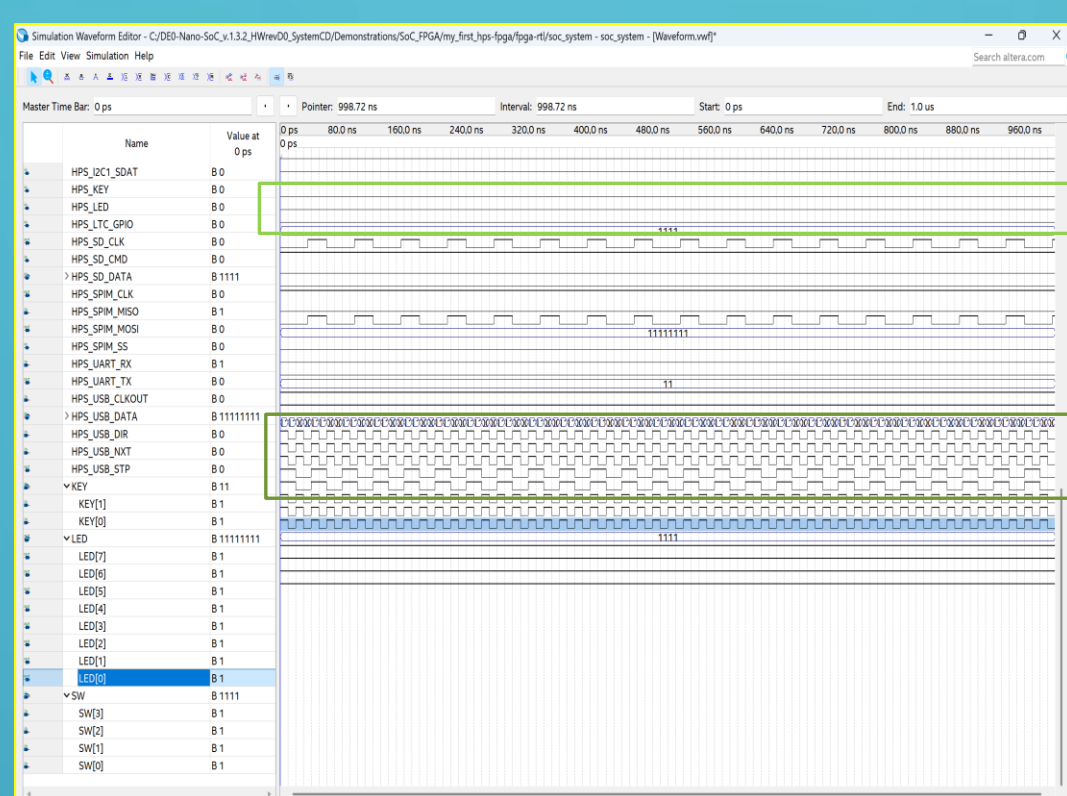 Simulation Waveform Editor - C:/DE0-Nano-SoC_v.1.3.2_HWrevD0_SystemCD/Demonstrations/SoC_FPGA/my_first_hps-fpga/fpga-rtl/soc_system - soc_system - [Waveform.vwf]*
File Edit View Simulation Help
Search altera.com
Master Time Bar: 0 ps Pointer: 998.72 ns Interval: 998.72 ns Start: 0 ps End: 1.0 us
Name Value at 0 ps
0 ps 80.0 ns 160.0 ns 240.0 ns 320.0 ns 400.0 ns 480.0 ns 560.0 ns 640.0 ns 720.0 ns 800.0 ns 880.0 ns 960.0 ns
0 ps
HPS_I2C1_SDAT B 0
HPS_KEY B 0
HPS_LED B 0
HPS_LTC_GPIO B 0
1111
HPS_SD_CLK B 0
HPS_SD_CMD B 0
HPS_SD_DATA B 1111
HPS_SPIM_CLK B 0
HPS_SPIM_MISO B 1
HPS_SPIM_MOSI B 0
11111111
HPS_SPIM_SS B 0
HPS_UART_RX B 1
HPS_UART_TX B 0
11
HPS_USB_CLKOUT B 0
HPS_USB_DATA B 11111111
HPS_USB_DIR B 0
HPS_USB_NXT B 0
HPS_USB_STP B 0
KEY B 11
KEY[1] B 1
KEY[0] B 1
LED B 11111111
1111
LED[7] B 1
LED[6] B 1
LED[5] B 1
LED[4] B 1
LED[3] B 1
LED[2] B 1
LED[1] B 1
LED[0] B 1
SW B 1111
SW[3] B 1
SW[2] B 1
SW[1] B 1
SW[0] B 1